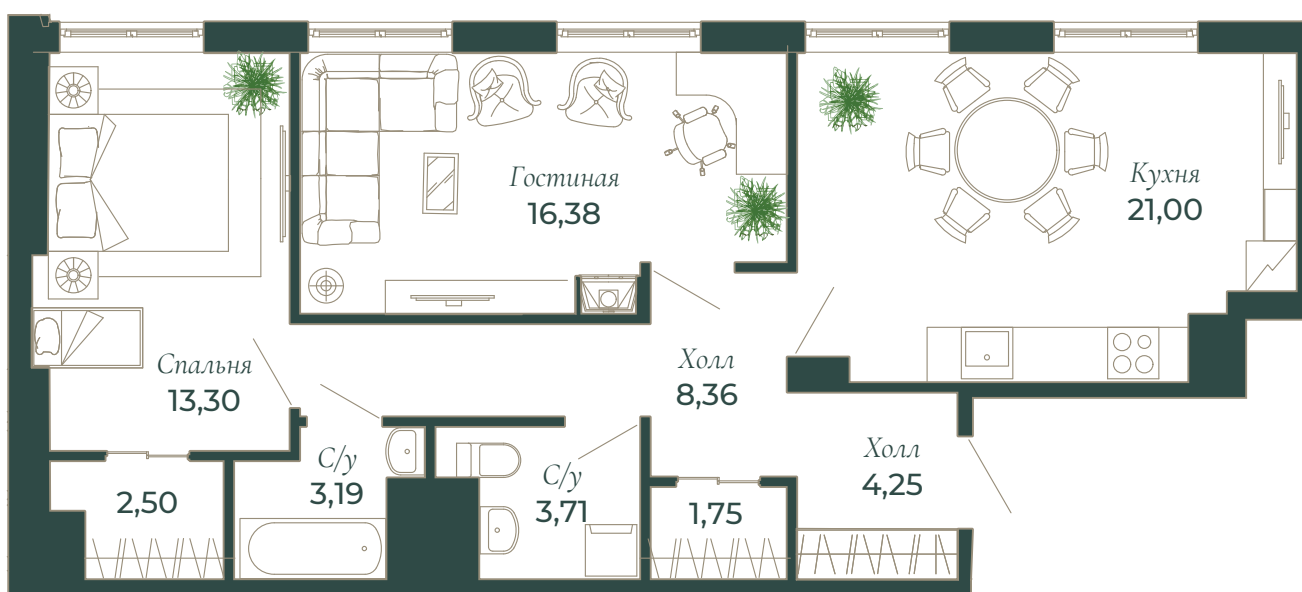 Гостиная
16,38
Кухня
21,00
Спальня
13,30
Холл
8,36
С/у
3,19
С/у
3,71
Холл
4,25
2,50
1,75